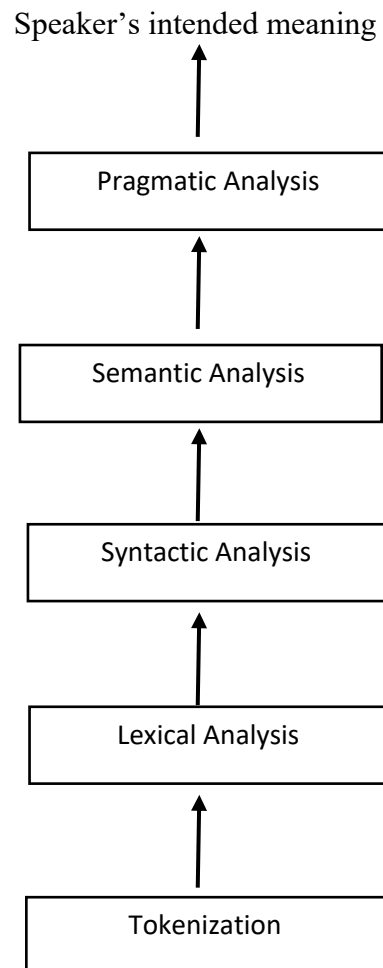 Speaker’s intended meaning
Pragmatic Analysis
Semantic Analysis
Syntactic Analysis
Lexical Analysis
Tokenization